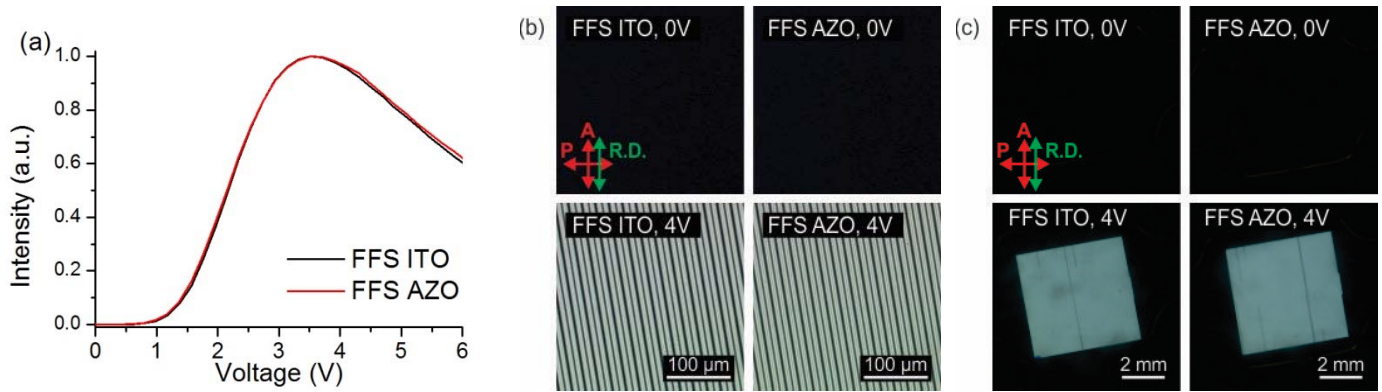 (a)
1.0
0.8
0.6
0.4
0.2
0.0
Intensity (a.u.)
FFS ITO
FFS AZO
0 1 2 3 4 5 6
Voltage (V)
(b)
FFS ITO, 0V
FFS AZO, 0V
A
P
R.D.
FFS ITO, 4V
FFS AZO, 4V
100 µm
100 µm
(c)
FFS ITO, 0V
FFS AZO, 0V
A
P
R.D.
FFS ITO, 4V
FFS AZO, 4V
2 mm
2 mm